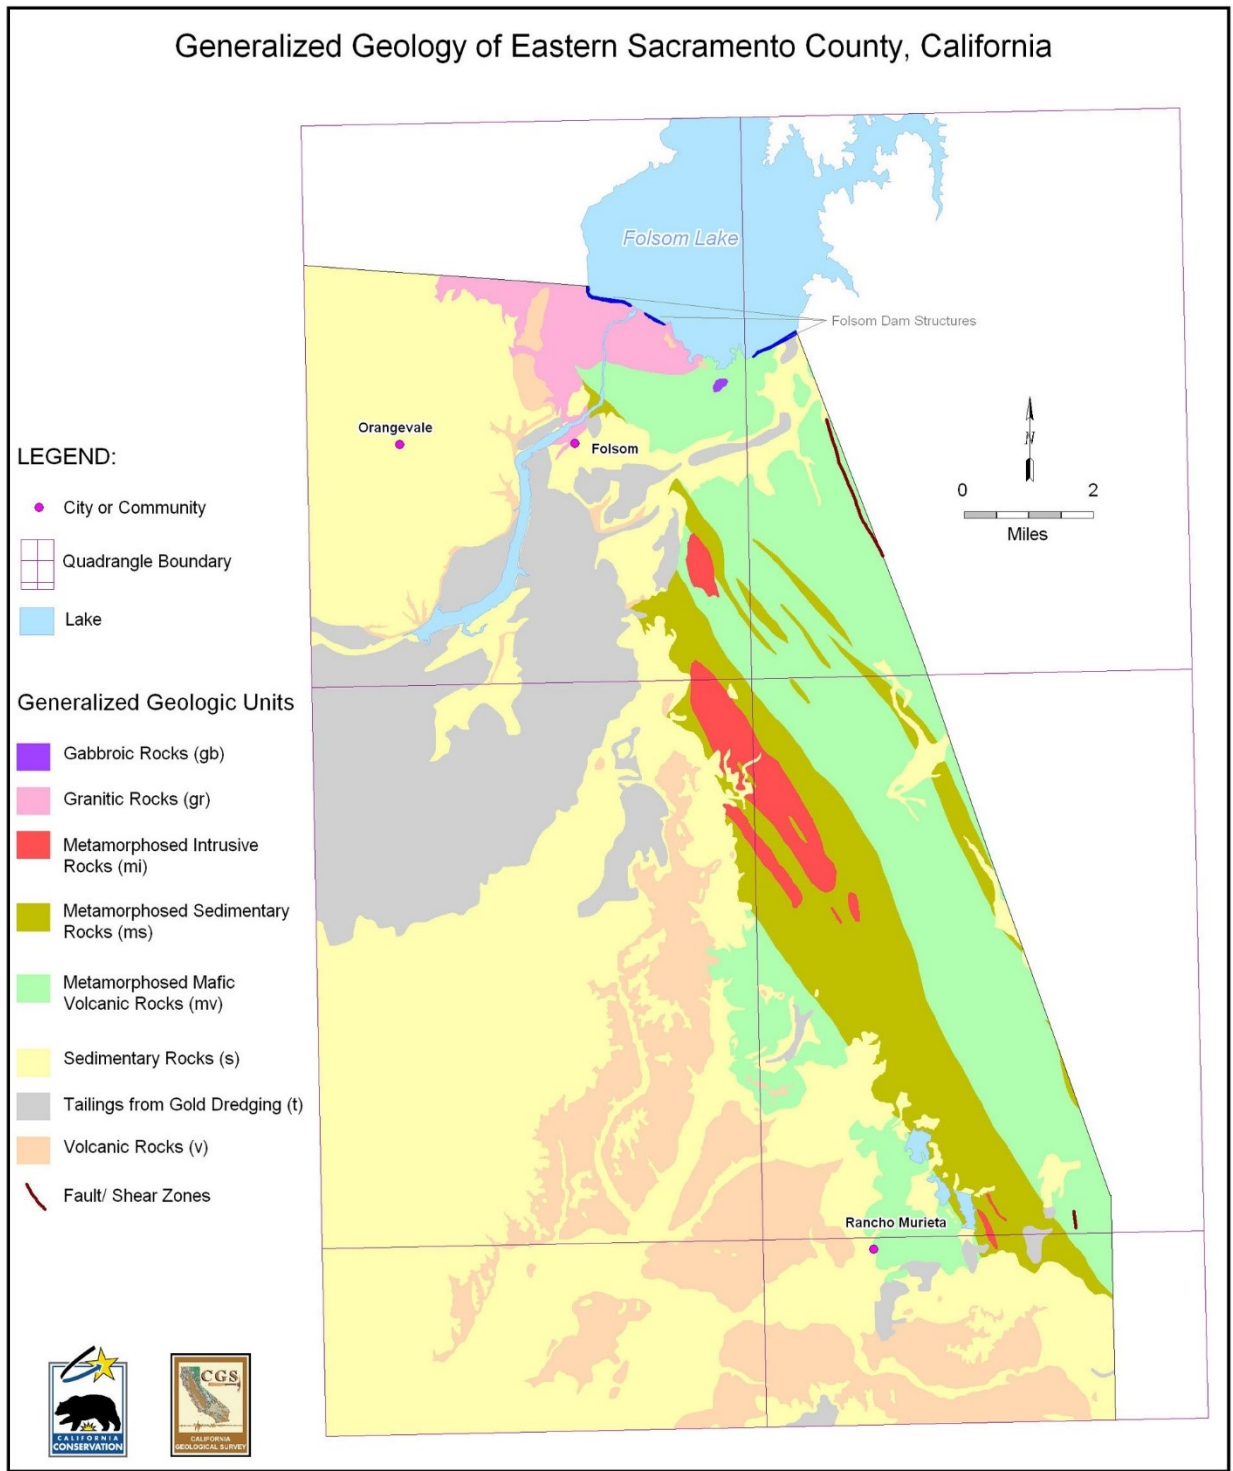 Generalized Geology of Eastern Sacramento County, California
Folsom Lake
Folsom Dam Structures
Orangevale
Folsom
N
0 2
Miles
LEGEND:
City or Community
Quadrangle Boundary
Lake
Generalized Geologic Units
Gabbroic Rocks (gb)
Granitic Rocks (gr)
Metamorphosed Intrusive
Rocks (mi)
Metamorphosed Sedimentary
Rocks (ms)
Metamorphosed Mafic
Volcanic Rocks (mv)
Sedimentary Rocks (s)
Tailings from Gold Dredging (t)
Volcanic Rocks (v)
Fault/ Shear Zones
Rancho Murieta
CALIFORNIA
CONSERVATION
CGS
CALIFORNIA
GEOLOGICAL SURVEY